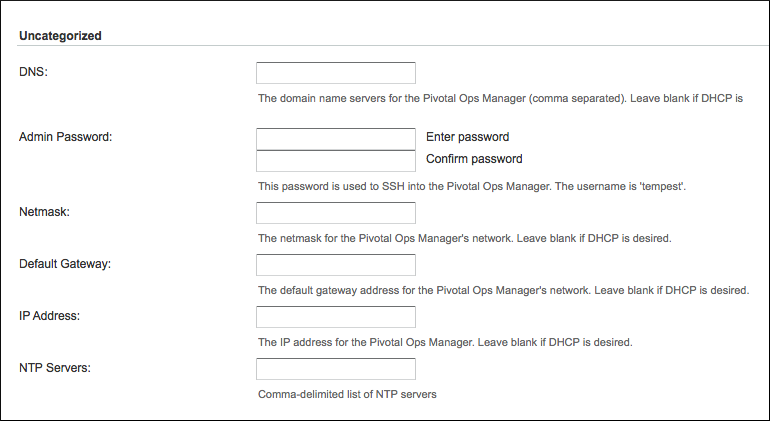 Uncategorized
DNS:
The domain name servers for the Pivotal Ops Manager (comma separated). Leave blank if DHCP is
Admin Password:
Enter password
Confirm password
This password is used to SSH into the Pivotal Ops Manager. The username is 'tempest'.
Netmask:
The netmask for the Pivotal Ops Manager's network. Leave blank if DHCP is desired.
Default Gateway:
The default gateway address for the Pivotal Ops Manager's network. Leave blank if DHCP is desired.
IP Address:
The IP address for the Pivotal Ops Manager. Leave blank if DHCP is desired.
NTP Servers:
Comma-delimited list of NTP servers